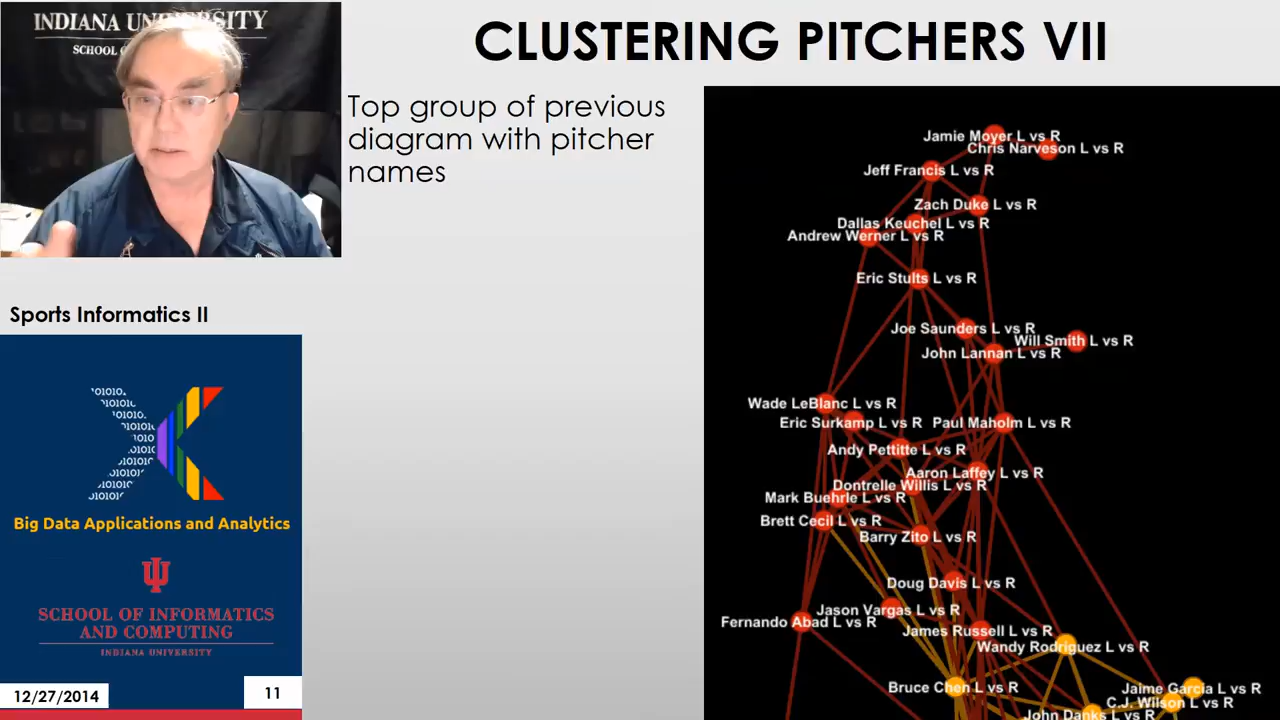 INDIANA UNIVERSITY
SCHOOL O
CLUSTERING PITCHERS VII
Top group of previous
diagram with pitcher
names
Sports Informatics II
Big Data Applications and Analytics
SCHOOL OF INFORMATICS
AND COMPUTING
INDIANA UNIVERSITY
12/27/2014
11
Jamie Moyer L vs R
Chris Narveson L vs R
Jeff Francis L vs R
Zach Duke L vs R
Dallas Keuchel L vs R
Andrew Werner L vs R
Eric Stults L vs R
Joe Saunders L vs R
Will Smith L vs R
John Lannan L vs R
Wade LeBlanc L vs R
Eric Surkamp L vs R
Paul Maholm L vs R
Andy Pettitte L vs R
Aaron Laffey L vs R
Dontrelle Willis L vs R
Mark Buehrle L vs R
Brett Cecil L vs R
Barry Zito L vs R
Doug Davis L vs R
Jason Vargas L vs R
Fernando Abad L vs R
James Russell L vs R
Wandy Rodriguez L vs R
Bruce Chen L vs R
Jaime Garcia L vs R
C.J. Wilson L vs R
John Danks L vs R